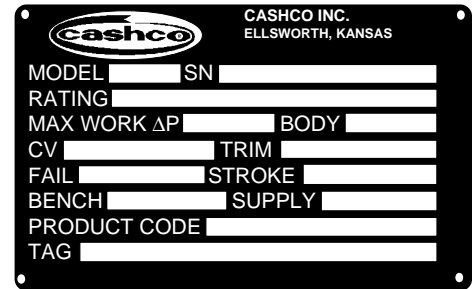 cashco
CASHCO INC.
ELLSWORTH, KANSAS
MODEL SN
RATING
MAX WORK ΔP BODY
CV TRIM
FAIL STROKE
BENCH SUPPLY
PRODUCT CODE
TAG